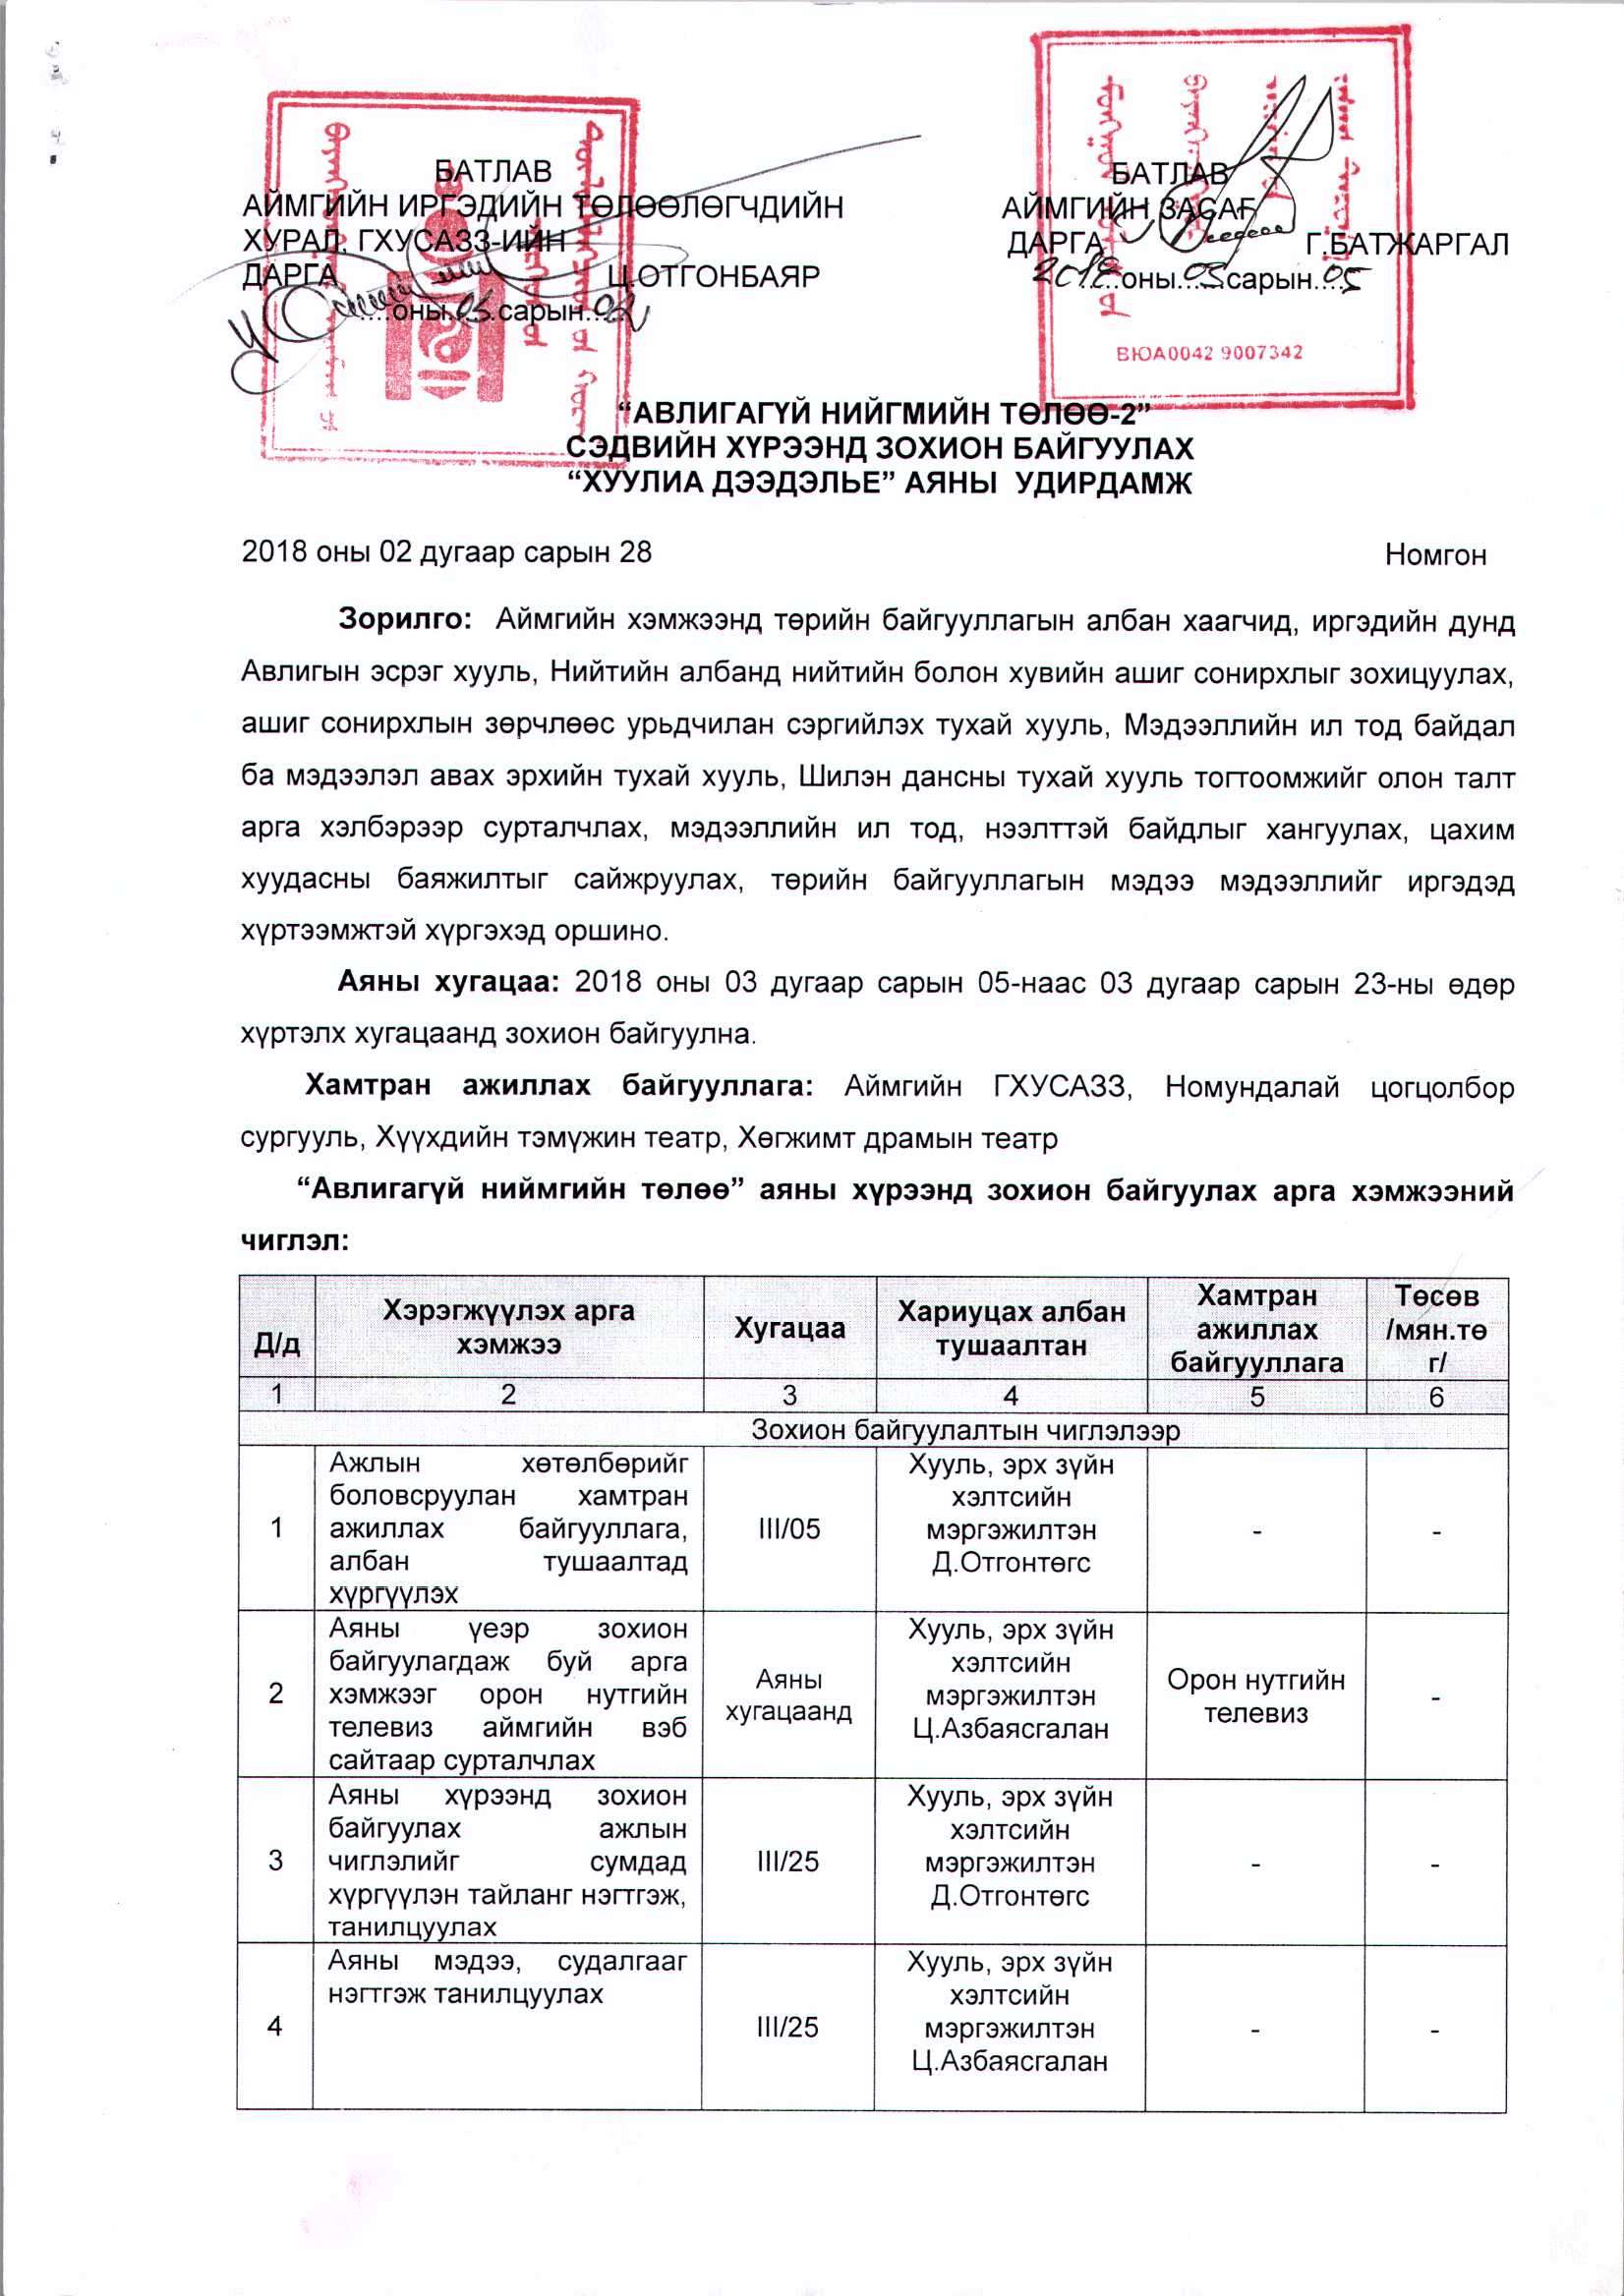 БАТЛАВ
АЙМГИЙН ИРГЭДИЙН ТӨЛӨӨЛӨГЧДИЙН
ХУРАЛ, ГХУСАЗЗ-ИЙН
ДАРГА Ц.ОТГОНБАЯР
....оны 03 сарын 02
БАТЛАВ
АЙМГИЙН ЗАСАГ
ДАРГА Г.БАТЖАРГАЛ
2018 оны 03 сарын 05
ВЮА0042 9007342
“АВЛИГАГҮЙ НИЙГМИЙН ТӨЛӨӨ-2”
СЭДВИЙН ХҮРЭЭНД ЗОХИОН БАЙГУУЛАХ
“ХУУЛИА ДЭЭДЭЛЬЕ” АЯНЫ УДИРДАМЖ
2018 оны 02 дугаар сарын 28 Номгон
Зорилго: Аймгийн хэмжээнд төрийн байгууллагын албан хаагчид, иргэдийн дунд
Авлигын эсрэг хууль, Нийтийн албанд нийтийн болон хувийн ашиг сонирхлыг зохицуулах,
ашиг сонирхлын зөрчлөөс урьдчилан сэргийлэх тухай хууль, Мэдээллийн ил тод байдал
ба мэдээлэл авах эрхийн тухай хууль, Шилэн дансны тухай хууль тогтоомжийг олон талт
арга хэлбэрээр сурталчлах, мэдээллийн ил тод, нээлттэй байдлыг хангуулах, цахим
хуудасны баяжилтыг сайжруулах, төрийн байгууллагын мэдээ мэдээллийг иргэдэд
хүртээмжтэй хүргэхэд оршино.
Аяны хугацаа: 2018 оны 03 дугаар сарын 05-наас 03 дугаар сарын 23-ны өдөр
хүртэлх хугацаанд зохион байгуулна.
Хамтран ажиллах байгууллага: Аймгийн ГХУСАЗЗ, Номундалай цогцолбор
сургууль, Хүүхдийн тэмүжин театр, Хөгжимт драмын театр
“Авлигагүй ниймгийн төлөө” аяны хүрээнд зохион байгуулах арга хэмжээний
чиглэл:
Д/д
Хэрэгжүүлэх арга
хэмжээ
Хугацаа
Хариуцах албан
тушаалтан
Хамтран
ажиллах
байгууллага
Төсөв
/мян.тө
г/
1 2 3 4 5 6
Зохион байгуулалтын чиглэлээр
1
Ажлын хөтөлбөрийг
боловсруулан хамтран
ажиллах байгууллага,
албан тушаалтад
хүргүүлэх
III/05
Хууль, эрх зүйн
хэлтсийн
мэргэжилтэн
Д.Отгонтөгс
-
-
2
Аяны үеэр зохион
байгуулагдаж буй арга
хэмжээг орон нутгийн
телевиз аймгийн вэб
сайтаар сурталчлах
Аяны
хугацаанд
Хууль, эрх зүйн
хэлтсийн
мэргэжилтэн
Ц.Азбаясгалан
Орон нутгийн
телевиз
-
3
Аяны хүрээнд зохион
байгуулах ажлын
чиглэлийг сумдад
хүргүүлэн тайланг нэгтгэж,
танилцуулах
III/25
Хууль, эрх зүйн
хэлтсийн
мэргэжилтэн
Д.Отгонтөгс
-
-
4
Аяны мэдээ, судалгааг
нэгтгэж танилцуулах
III/25
Хууль, эрх зүйн
хэлтсийн
мэргэжилтэн
Ц.Азбаясгалан
-
-